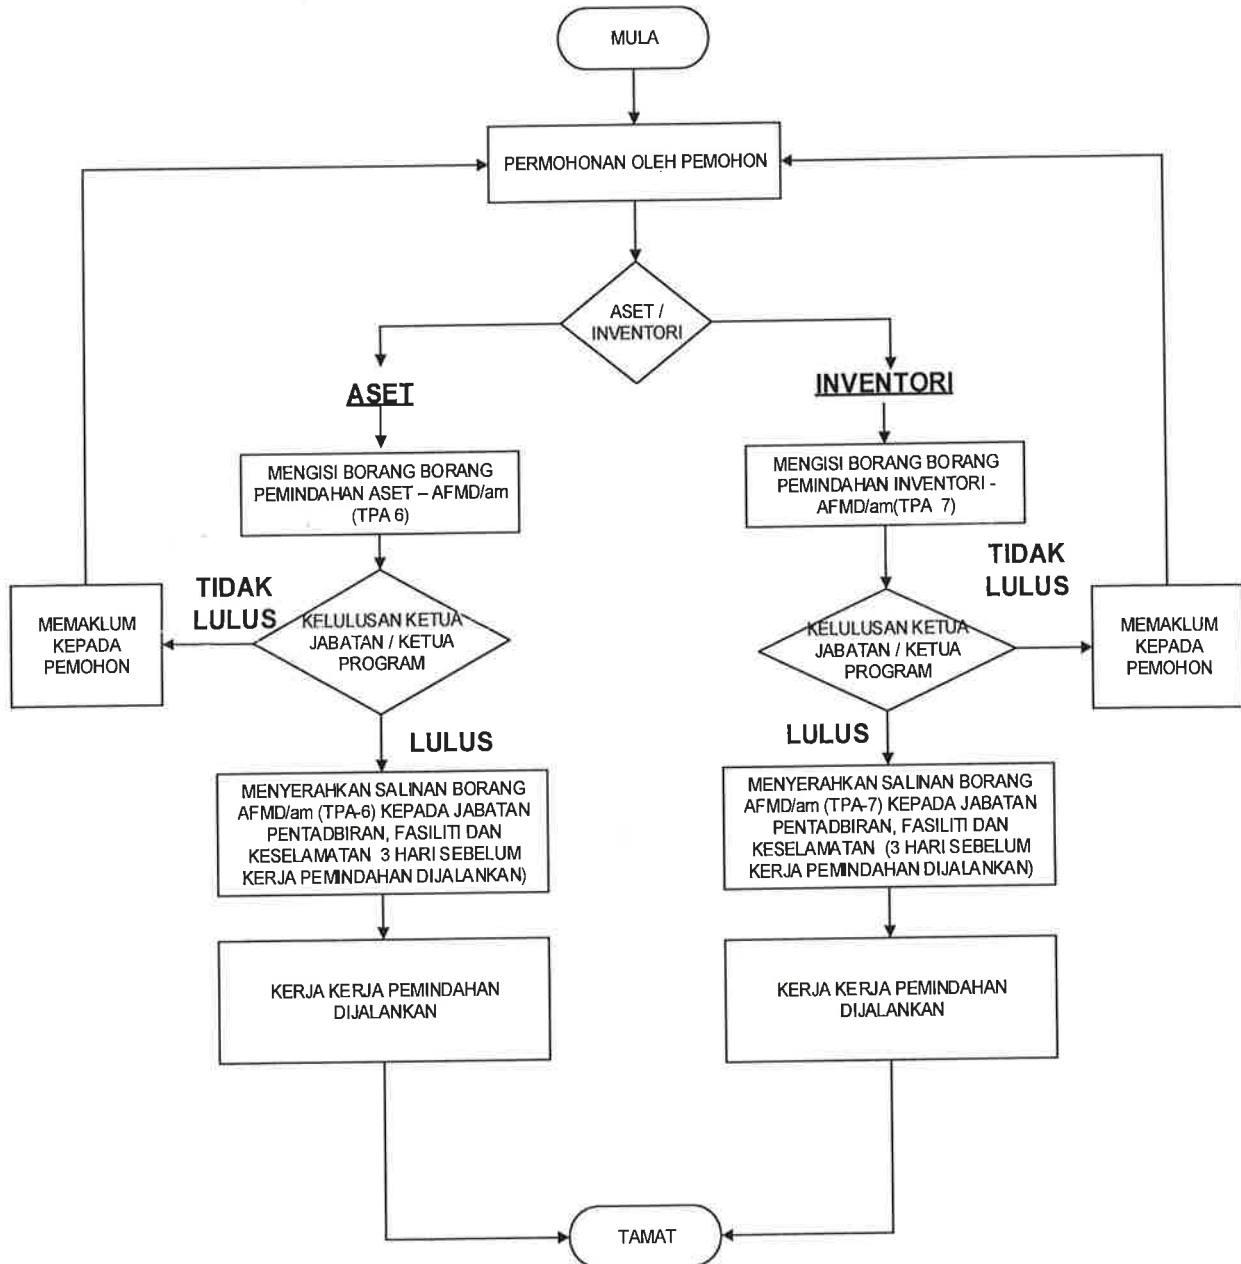 MULA
PERMOHONAN OLEH PEMOHON
ASET /
INVENTORI
ASET
MENGISI BORANG BORANG
PEMINDAHAN ASET – AFMD/am
(TPA 6)
TIDAK
LULUS
KELULUSAN KETUA
JABATAN / KETUA
PROGRAM
MEMAKLUM
KEPADA
PEMOHON
LULUS
MENYERAHKAN SALINAN BORANG
AFMD/am (TPA-6) KEPADA JABATAN
PENTADBIRAN, FASILITI DAN
KESELAMATAN 3 HARI SEBELUM
KERJA PEMINDAHAN DIJALANKAN)
KERJA KERJA PEMINDAHAN
DIJALANKAN
INVENTORI
MENGISI BORANG BORANG
PEMINDAHAN INVENTORI -
AFMD/am(TPA 7)
TIDAK
LULUS
KELULUSAN KETUA
JABATAN / KETUA
PROGRAM
MEMAKLUM
KEPADA
PEMOHON
LULUS
MENYERAHKAN SALINAN BORANG
AFMD/am (TPA-7) KEPADA JABATAN
PENTADBIRAN, FASILITI DAN
KESELAMATAN (3 HARI SEBELUM
KERJA PEMINDAHAN DIJALANKAN)
KERJA KERJA PEMINDAHAN
DIJALANKAN
TAMAT